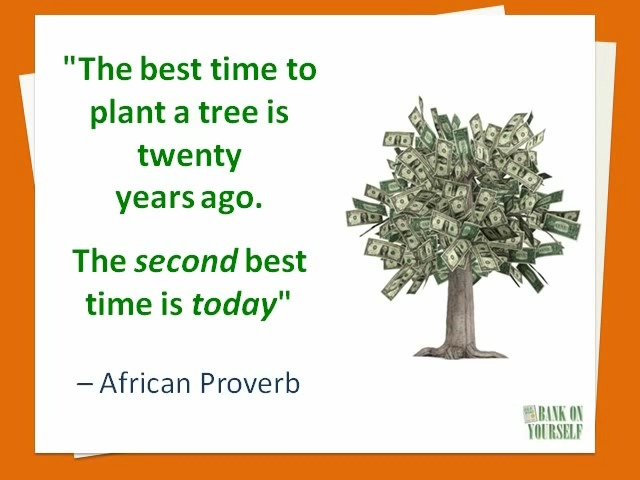 "The best time to
plant a tree is
twenty
years ago.
The second best
time is today"
– African Proverb
BANK ON
YOURSELF